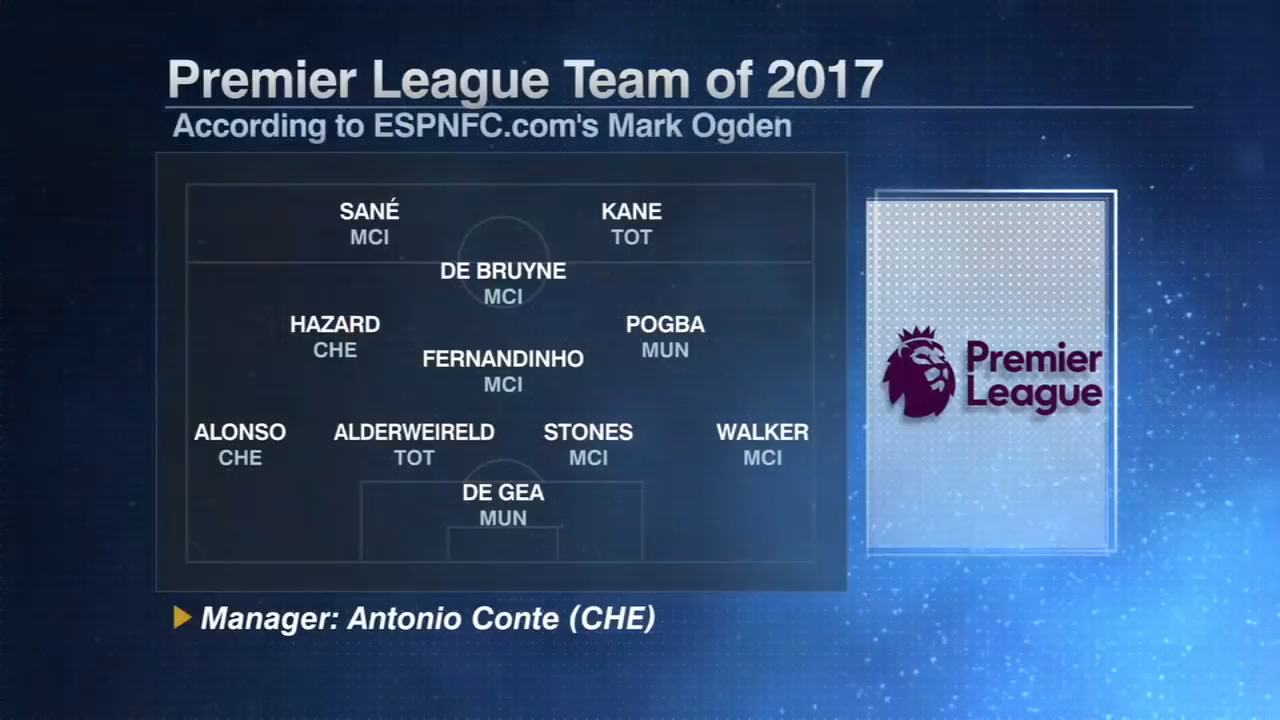 Premier League Team of 2017
According to ESPNFC.com's Mark Ogden
SANÉ
MCI
KANE
TOT
DE BRUYNE
MCI
HAZARD
CHE
POGBA
MUN
FERNANDINHO
MCI
ALONSO
CHE
ALDERWEIRELD
TOT
STONES
MCI
WALKER
MCI
DE GEA
MUN
Manager: Antonio Conte (CHE)
Premier
League